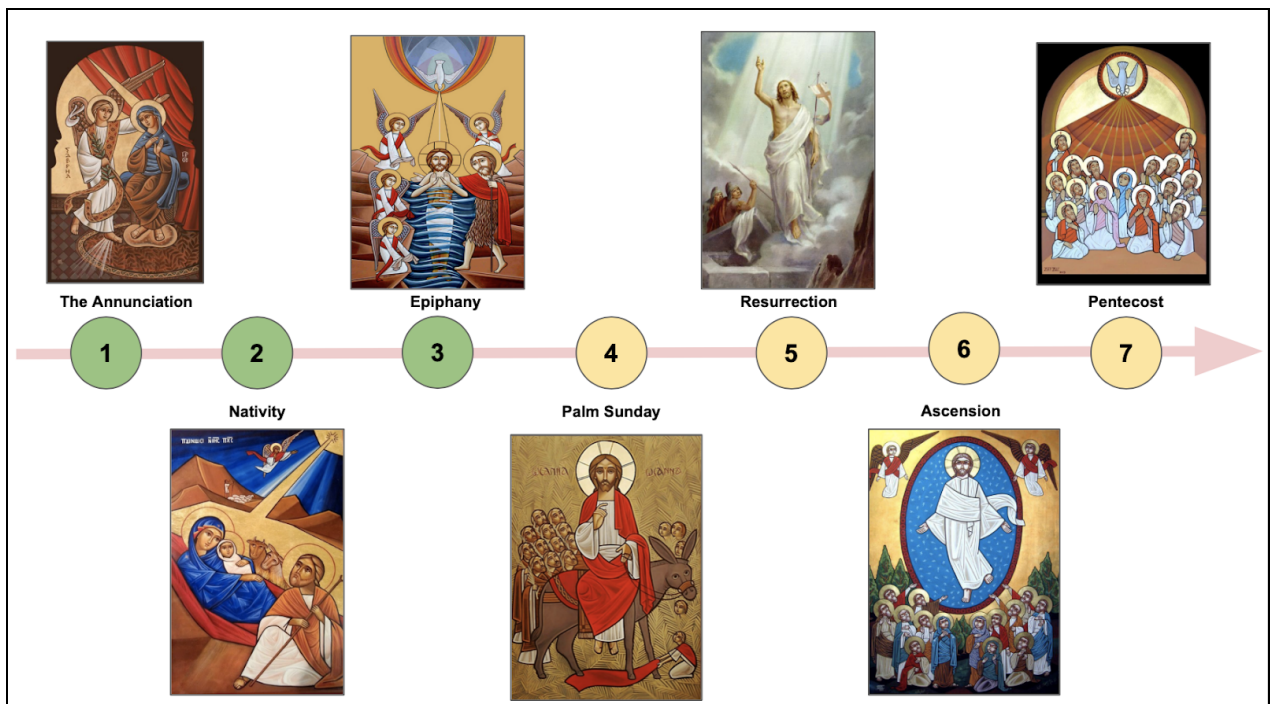 The Annunciation
Epiphany
Resurrection
Pentecost
1
2
3
4
5
6
7
Nativity
Palm Sunday
Ascension